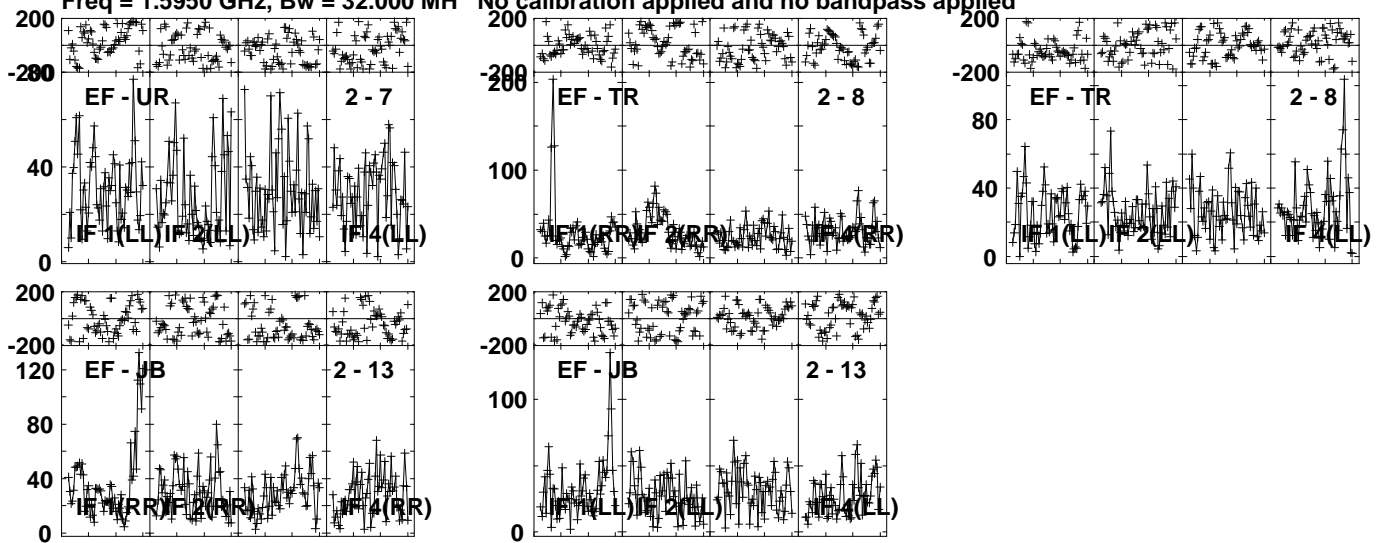 Freq = 1.5950 GHz, Bw = 32.000 MH No calibration applied and no bandpass applied
200
200
200
-200
-200
-200
80
200
EF - UR 2 - 7
EF - TR 2 - 8
EF - TR 2 - 8
40
0
100
0
80
40
0
IF 1(LL) IF 2(LL) IF 4(LL)
IF 1(RR) IF 2(RR) IF 4(RR)
IF 1(LL) IF 2(LL) IF 4(LL)
200
200
-200
-200
EF - JB 2 - 13
EF - JB 2 - 13
120
80
40
0
100
0
IF 1(RR) IF 2(RR) IF 4(RR)
IF 1(LL) IF 2(LL) IF 4(LL)